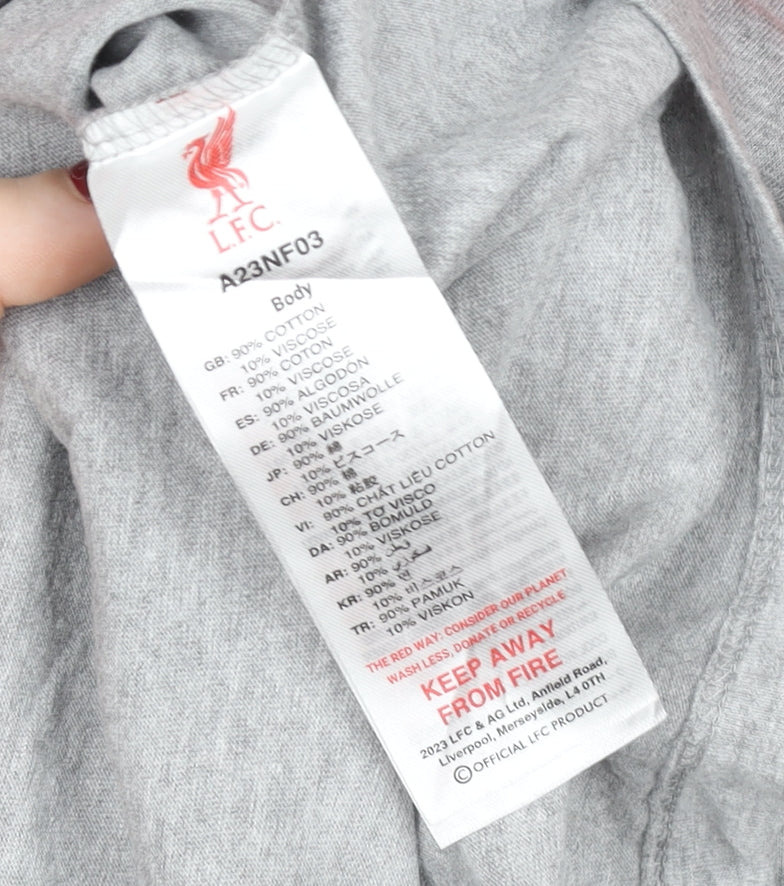 L.F.C.
A23NF03
Body
GB: 90% COTTON
10% VISCOSE
FR: 90% COTON
10% VISCOSE
ES: 90% ALGODON
10% VISCOSA
DE: 90% BAUMWOLLE
10% VISKOSE
JP: 90% 綿
10% ビスコース
CH: 90% 棉
10% 粘胶
VI: 90% CHẤT LIỆU COTTON
10% TƠ VISCO
DA: 90% BOMULD
10% VISKOSE
AR: 90% قطن
10%
KR: 90% 면
10% 비스코스
TR: 90% PAMUK
10% VISKON
THE RED WAY: CONSIDER OUR PLANET
WASH LESS, DONATE OR RECYCLE
KEEP AWAY
FROM FIRE
2023 LFC & AG Ltd, Anfield Road,
Liverpool, Merseyside, L4 0TH
© OFFICIAL LFC PRODUCT